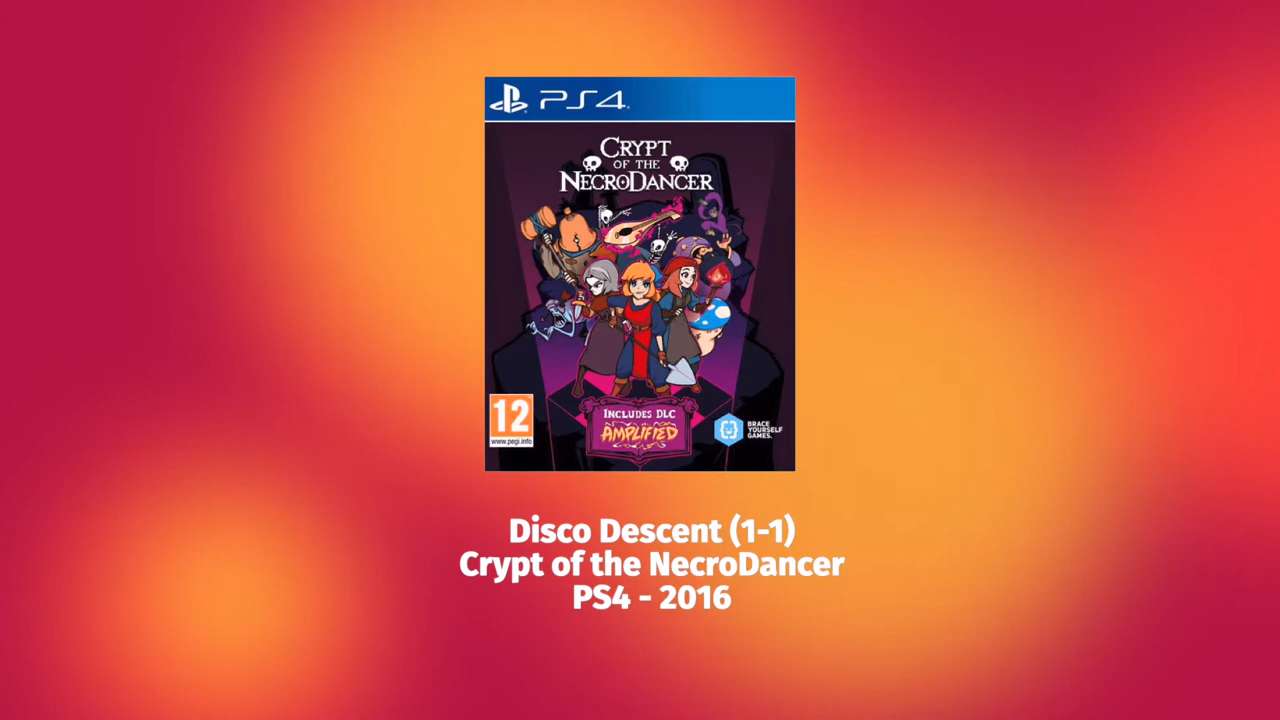 PS4
CRYPT
OF THE
NECRODANCER
INCLUDES DLC
AMPLIFIED
12
www.pegi.info
BRACE
YOURSELF
GAMES.
Disco Descent (1-1)
Crypt of the NecroDancer
PS4 - 2016